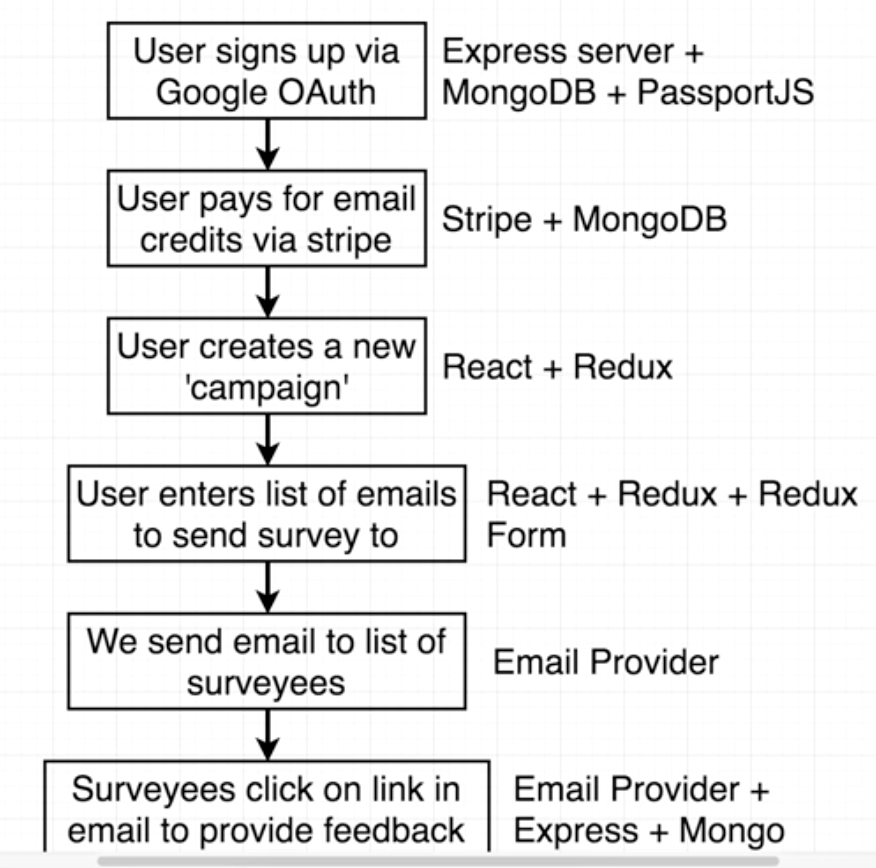 User signs up via
Google OAuth
Express server +
MongoDB + PassportJS
User pays for email
credits via stripe
Stripe + MongoDB
User creates a new
'campaign'
React + Redux
User enters list of emails
to send survey to
React + Redux + Redux
Form
We send email to list of
surveyees
Email Provider
Surveyees click on link in
email to provide feedback
Email Provider +
Express + Mongo